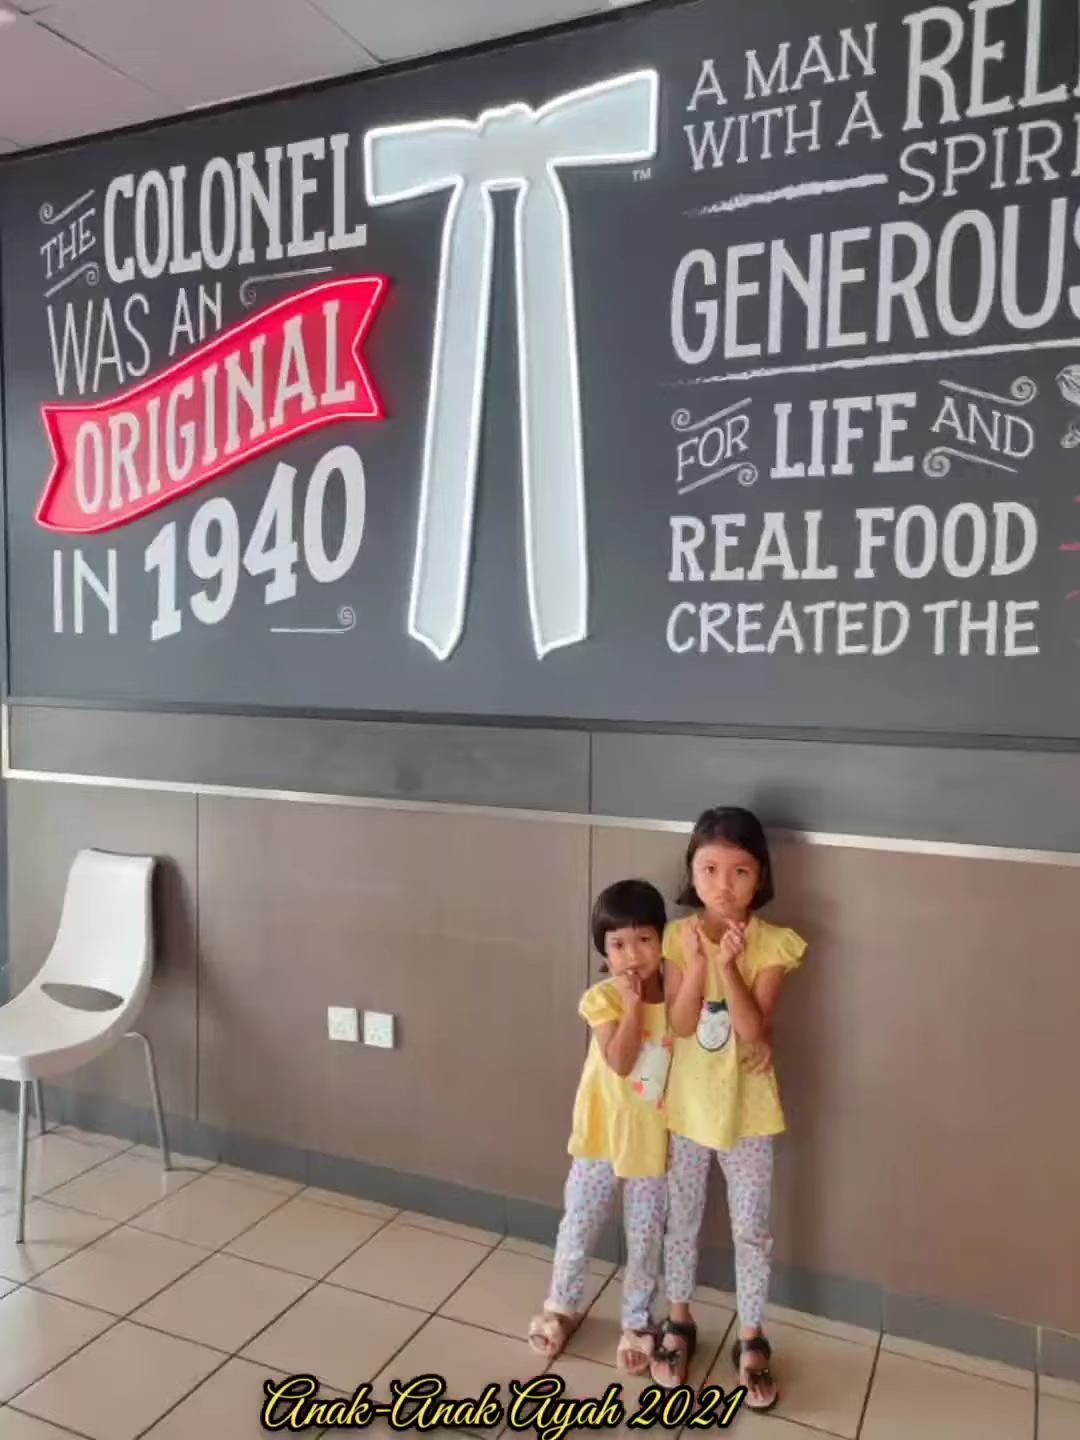 THE COLONEL
WAS AN
ORIGINAL
IN 1940
TM
A MAN
WITH A
GENEROUS
FOR LIFE AND
REAL FOOD
CREATED THE
Anak-Anak Ayah 2021